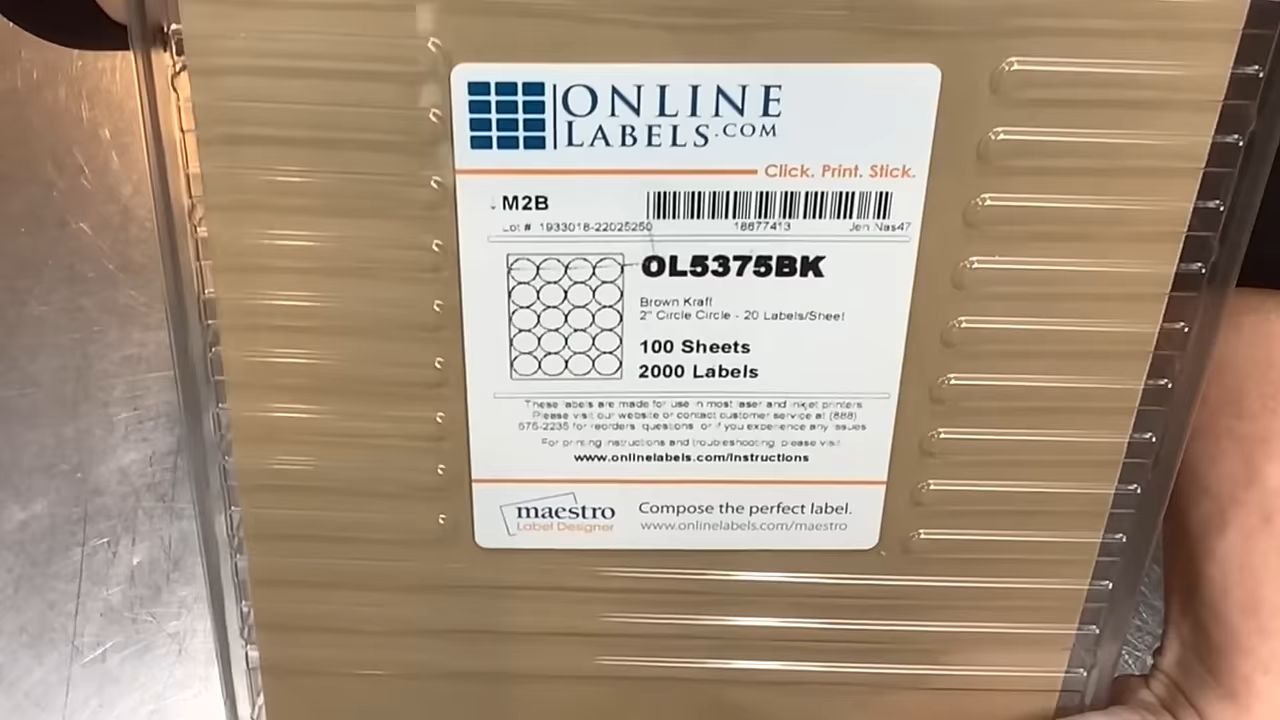 ONLINE
LABELS.COM
Click. Print. Stick.
M2B
Lot # 1933018-22025250 18677413 Jen Nas47
OL5375BK
Brown Kraft
2" Circle Circle - 20 Labels/Sheet
100 Sheets
2000 Labels
These labels are made for use in most laser and inkjet printers
Please visit our website or contact customer service at (888)
575-2235 for reorders, questions, or if you experience any issues
For printing instructions and troubleshooting, please visit
www.onlinelabels.com/Instructions
maestro
Label Designer
Compose the perfect label.
www.onlinelabels.com/maestro